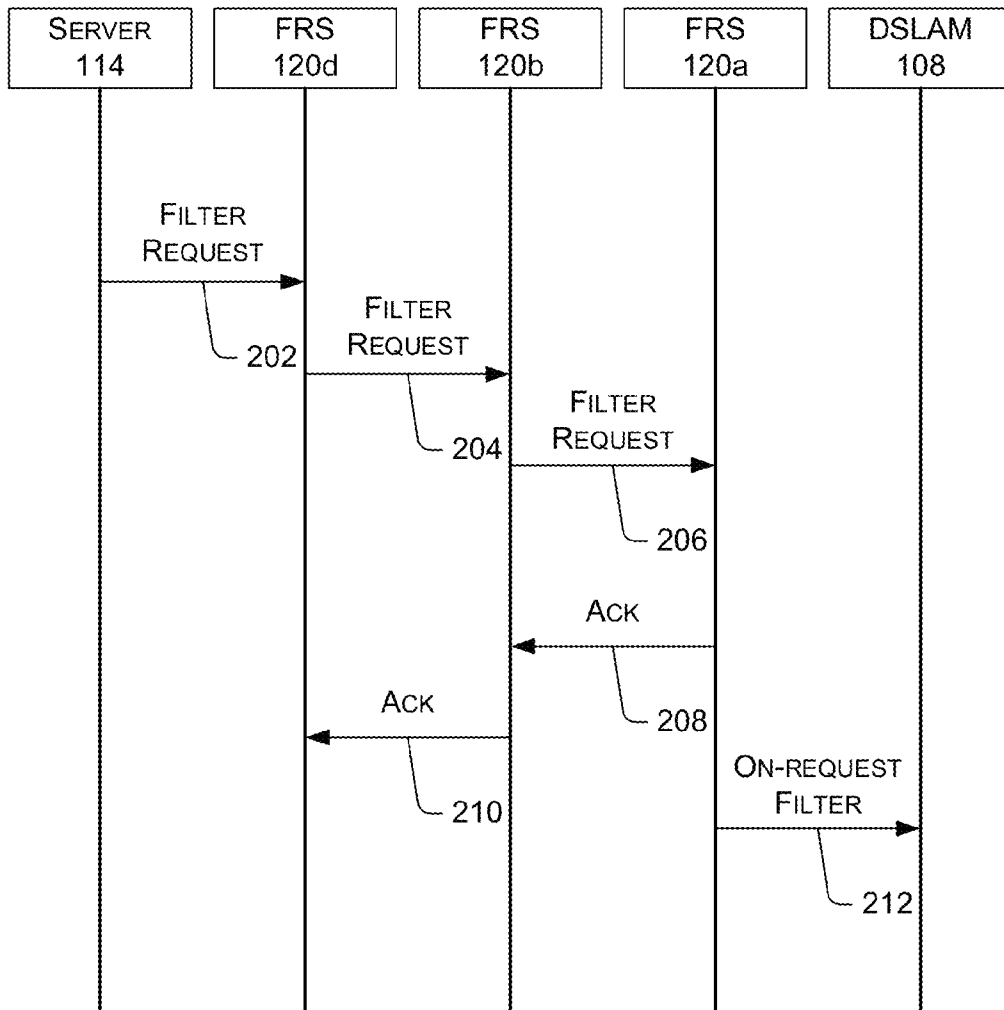 SERVER
114
FRS
120d
FRS
120b
FRS
120a
DSLAM
108
FILTER
REQUEST
202
FILTER
REQUEST
204
FILTER
REQUEST
206
ACK
208
ACK
210
ON-REQUEST
FILTER
212